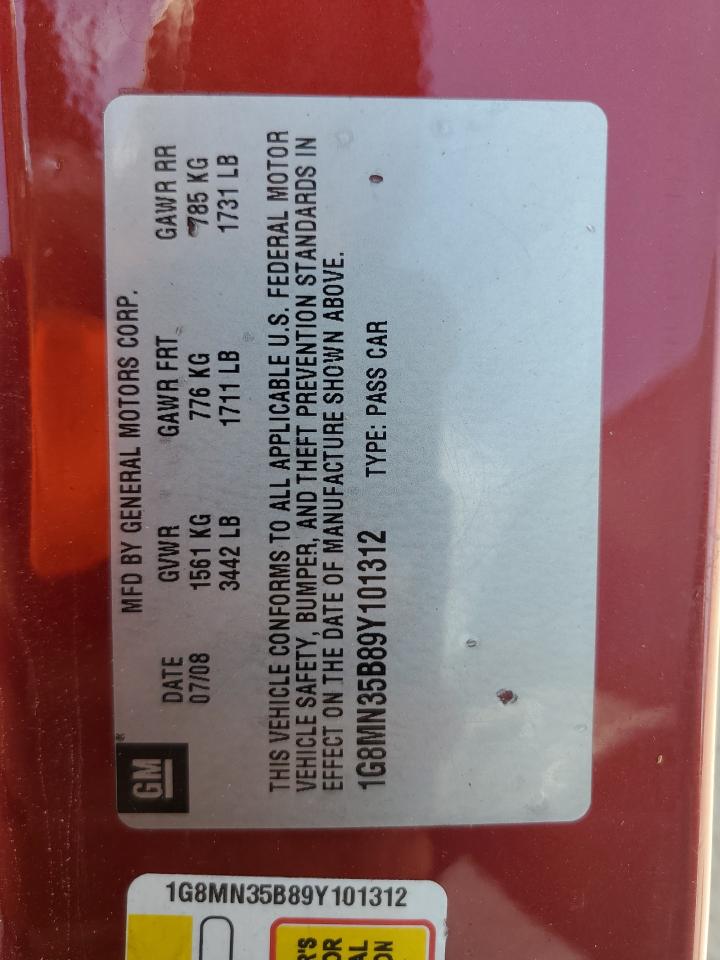 MFD BY GENERAL MOTORS CORP.
DATE GVWR GAWR FRT GAWR RR
07/08 1561 KG 776 KG 785 KG
3442 LB 1711 LB 1731 LB
THIS VEHICLE CONFORMS TO ALL APPLICABLE U.S. FEDERAL MOTOR
VEHICLE SAFETY, BUMPER, AND THEFT PREVENTION STANDARDS IN
EFFECT ON THE DATE OF MANUFACTURE SHOWN ABOVE.
1G8MN35B89Y101312 TYPE: PASS CAR
GM
1G8MN35B89Y101312